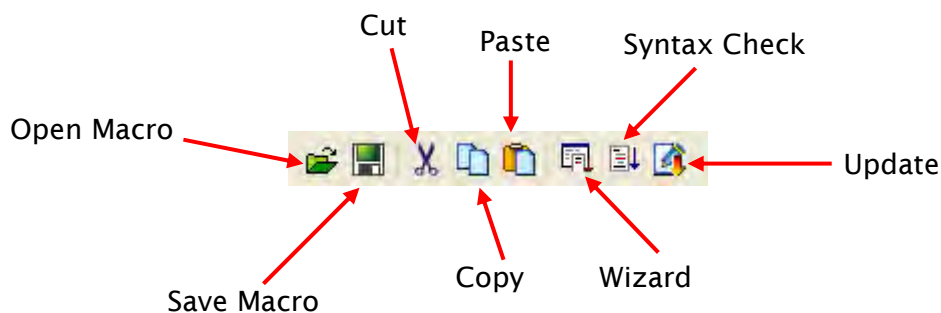 Cut
Paste
Syntax Check
Open Macro
Update
Copy
Wizard
Save Macro